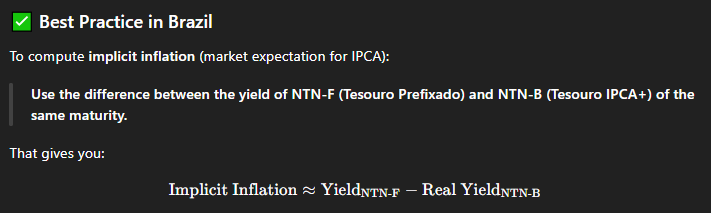 ✅ Best Practice in Brazil
To compute implicit inflation (market expectation for IPCA):
Use the difference between the yield of NTN-F (Tesouro Prefixado) and NTN-B (Tesouro IPCA+) of the
same maturity.
That gives you:
Implicit Inflation ≈ Yield_NTN-F − Real Yield_NTN-B